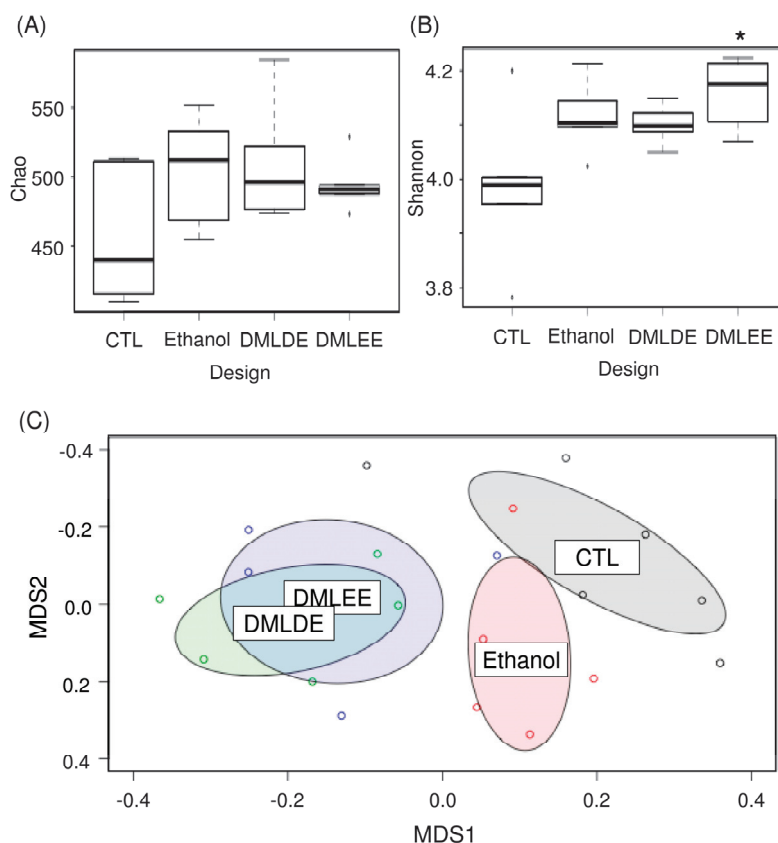 (A)
550
500
450
Chao
CTL Ethanol DMLDE DMLEE
Design
(B)
*
4.2
4.0
3.8
Shannon
CTL Ethanol DMLDE DMLEE
Design
(C)
-0.4
-0.2
0.0
0.2
0.4
MDS2
CTL
DMLEE
DMLDE
Ethanol
-0.4 -0.2 0.0 0.2 0.4
MDS1